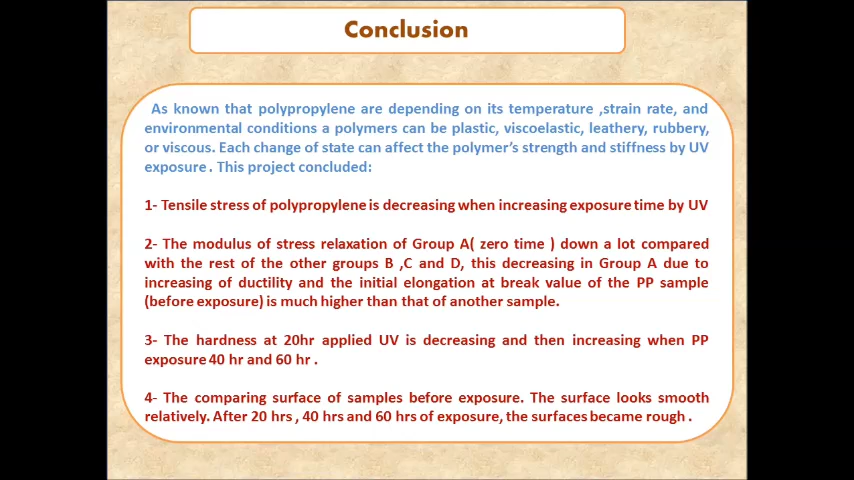 Conclusion
As known that polypropylene are depending on its temperature ,strain rate, and
environmental conditions a polymers can be plastic, viscoelastic, leathery, rubbery,
or viscous. Each change of state can affect the polymer's strength and stiffness by UV
exposure . This project concluded:
1- Tensile stress of polypropylene is decreasing when increasing exposure time by UV
2- The modulus of stress relaxation of Group A( zero time ) down a lot compared
with the rest of the other groups B ,C and D, this decreasing in Group A due to
increasing of ductility and the initial elongation at break value of the PP sample
(before exposure) is much higher than that of another sample.
3- The hardness at 20hr applied UV is decreasing and then increasing when PP
exposure 40 hr and 60 hr .
4- The comparing surface of samples before exposure. The surface looks smooth
relatively. After 20 hrs , 40 hrs and 60 hrs of exposure, the surfaces became rough .